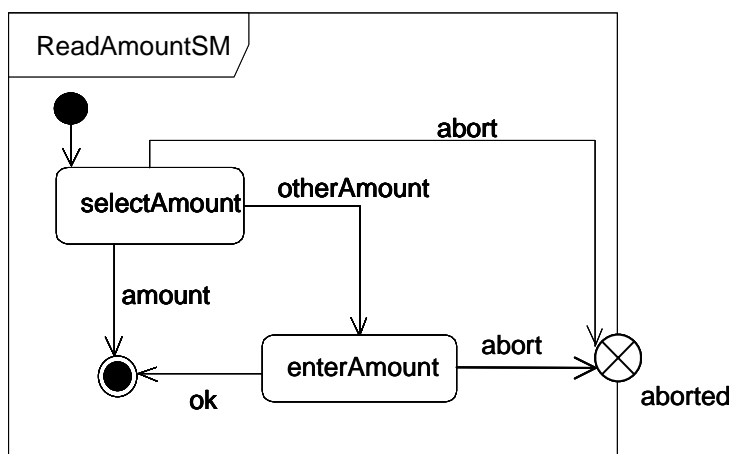 ReadAmountSM
abort
otherAmount
selectAmount
amount
abort
enterAmount
ok
aborted